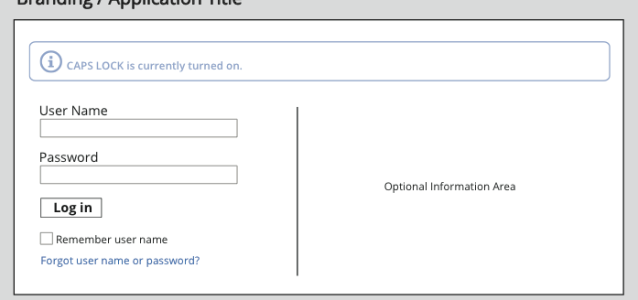 Branding / Application Title
CAPS LOCK is currently turned on.
User Name
Password
Optional Information Area
Log in
Remember user name
Forgot user name or password?